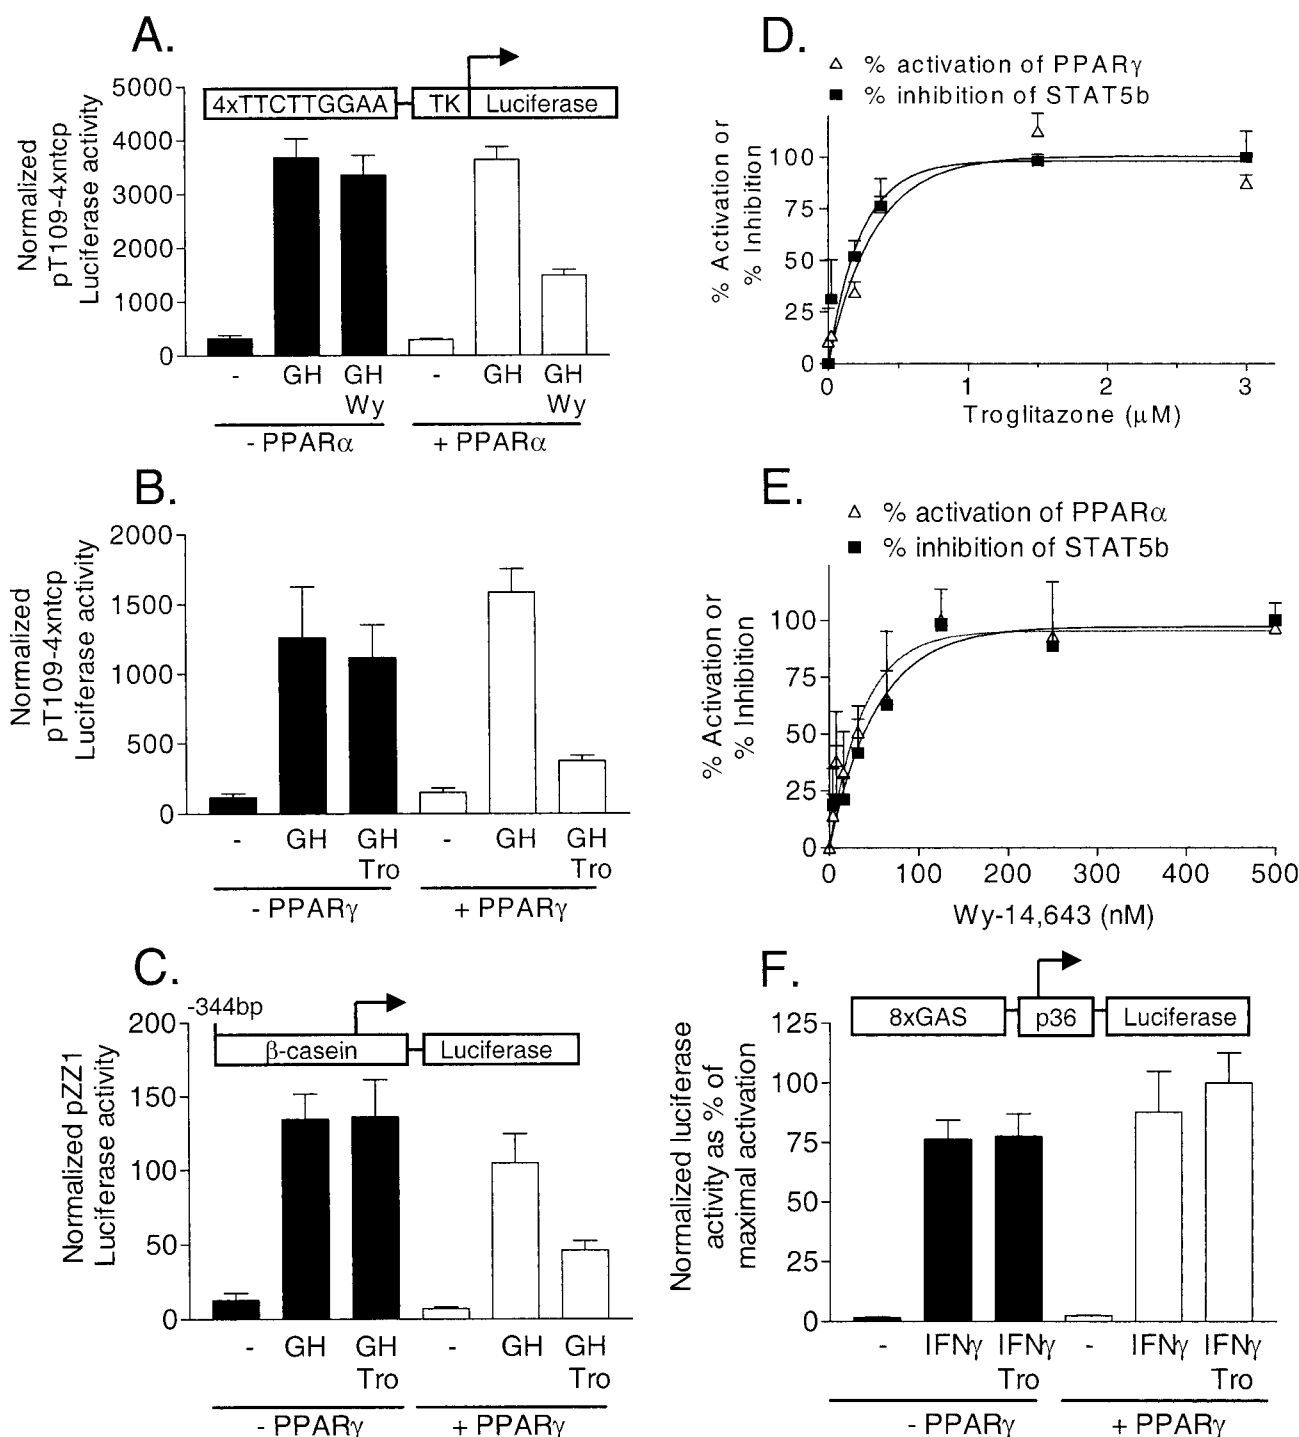 A.
4xTTCTTGGAA TK Luciferase
Normalized
pT109-4xntcp
Luciferase activity
5000
4000
3000
2000
1000
0
- GH GH - GH GH
Wy Wy
- PPARα + PPARα
B.
Normalized
pT109-4xntcp
Luciferase activity
2000
1500
1000
500
0
- GH GH - GH GH
Tro Tro
- PPARγ + PPARγ
C.
-344bp
β-casein Luciferase
Normalized pZZ1
Luciferase activity
200
150
100
50
0
- GH GH - GH GH
Tro Tro
- PPARγ + PPARγ
D.
% activation of PPARγ
% inhibition of STAT5b
% Activation or
% Inhibition
100
75
50
25
0
0 1 2 3
Troglitazone (μM)
E.
% activation of PPARα
% inhibition of STAT5b
% Activation or
% Inhibition
100
75
50
25
0
0 100 200 300 400 500
Wy-14,643 (nM)
F.
8xGAS p36 Luciferase
Normalized luciferase
activity as % of
maximal activation
125
100
75
50
25
0
- IFNγ IFNγ - IFNγ IFNγ
Tro Tro
- PPARγ + PPARγ